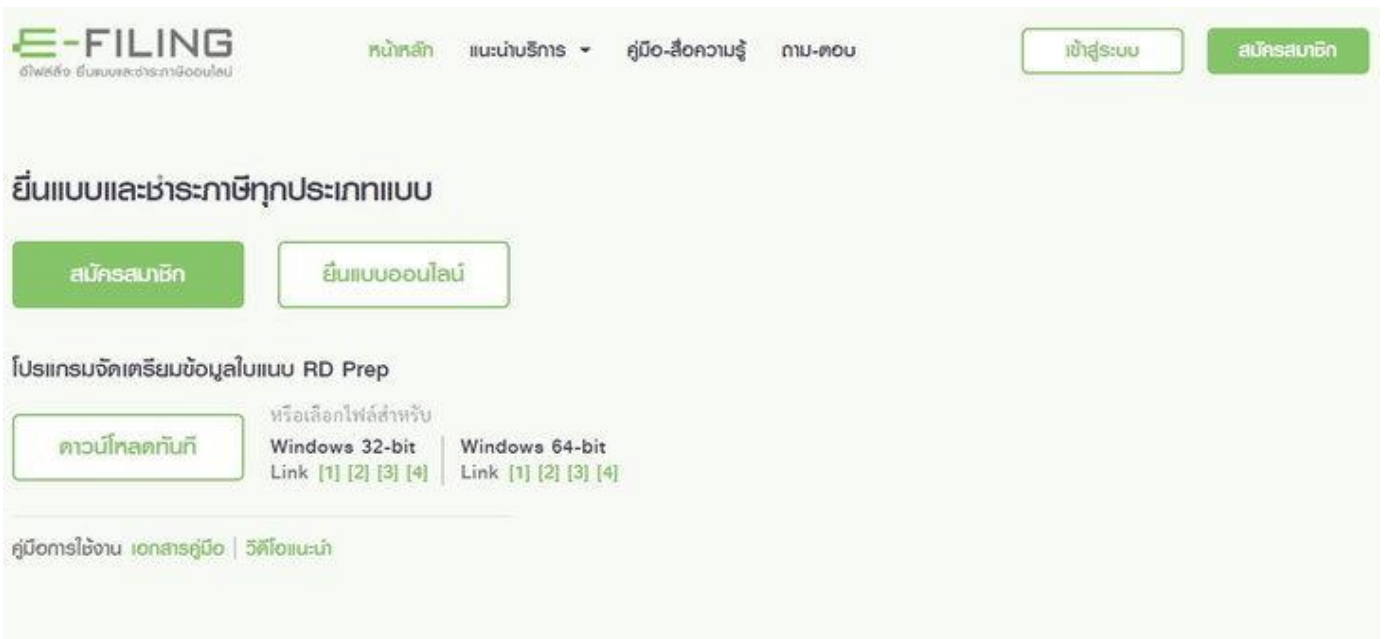 E-FILING
อีไฟล์ลิ่ง ยื่นแบบและชำระภาษีออนไลน์
หน้าหลัก แนะนำบริการ คู่มือ-สื่อความรู้ ถาม-ตอบ เข้าสู่ระบบ สมัครสมาชิก
ยื่นแบบและชำระภาษีทุกประเภทแบบ
สมัครสมาชิก ยื่นแบบออนไลน์
โปรแกรมจัดเตรียมข้อมูลใบแนบ RD Prep
ดาวน์โหลดทันที
หรือเลือกไฟล์สำหรับ
Windows 32-bit Windows 64-bit
Link [1] [2] [3] [4] Link [1] [2] [3] [4]
คู่มือการใช้งาน เอกสารคู่มือ | วิดีโอแนะนำ